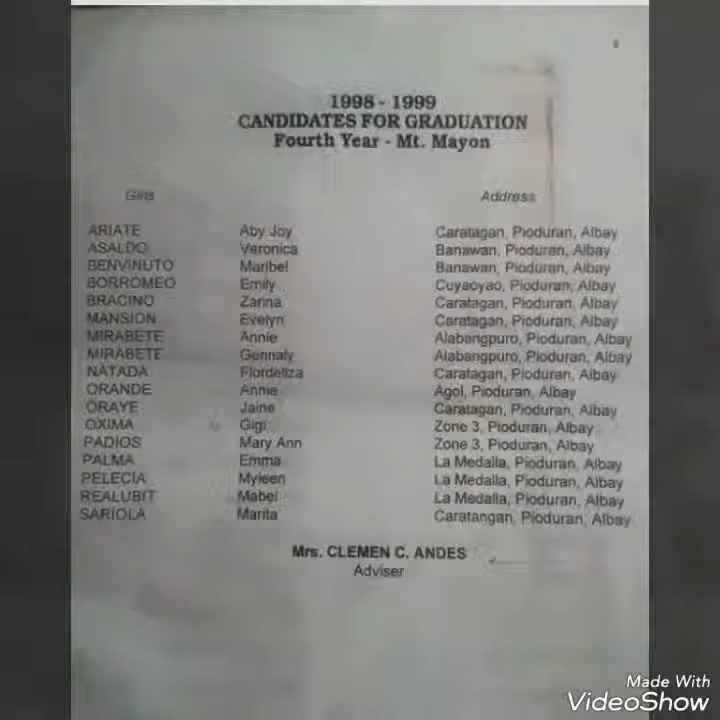 1998 - 1999
CANDIDATES FOR GRADUATION
Fourth Year - Mt. Mayon
Girls Address
ARIATE Aby Joy Caratagan, Pioduran, Albay
ASALDO Veronica Banawan, Pioduran, Albay
BENVINUTO Maribel Banawan, Pioduran, Albay
BORROMEO Emily Cuyaoyao, Pioduran, Albay
BRACINO Zarina Caratagan, Pioduran, Albay
MANSION Evelyn Caratagan, Pioduran, Albay
MIRABETE Annie Alabangpuro, Pioduran, Albay
MIRABETE Gennaly Alabangpuro, Pioduran, Albay
NATADA Flordeliza Caratagan, Pioduran, Albay
ORANDE Annie Agol, Pioduran, Albay
ORAYE Jaine Caratagan, Pioduran, Albay
OXIMA Gigi Zone 3, Pioduran, Albay
PADIOS Mary Ann Zone 3, Pioduran, Albay
PALMA Emma La Medalla, Pioduran, Albay
PELECIA Myleen La Medalla, Pioduran, Albay
REALUBIT Mabel La Medalla, Pioduran, Albay
SARIOLA Marita Caratangan, Pioduran, Albay
Mrs. CLEMEN C. ANDES
Adviser
Made With
VideoShow